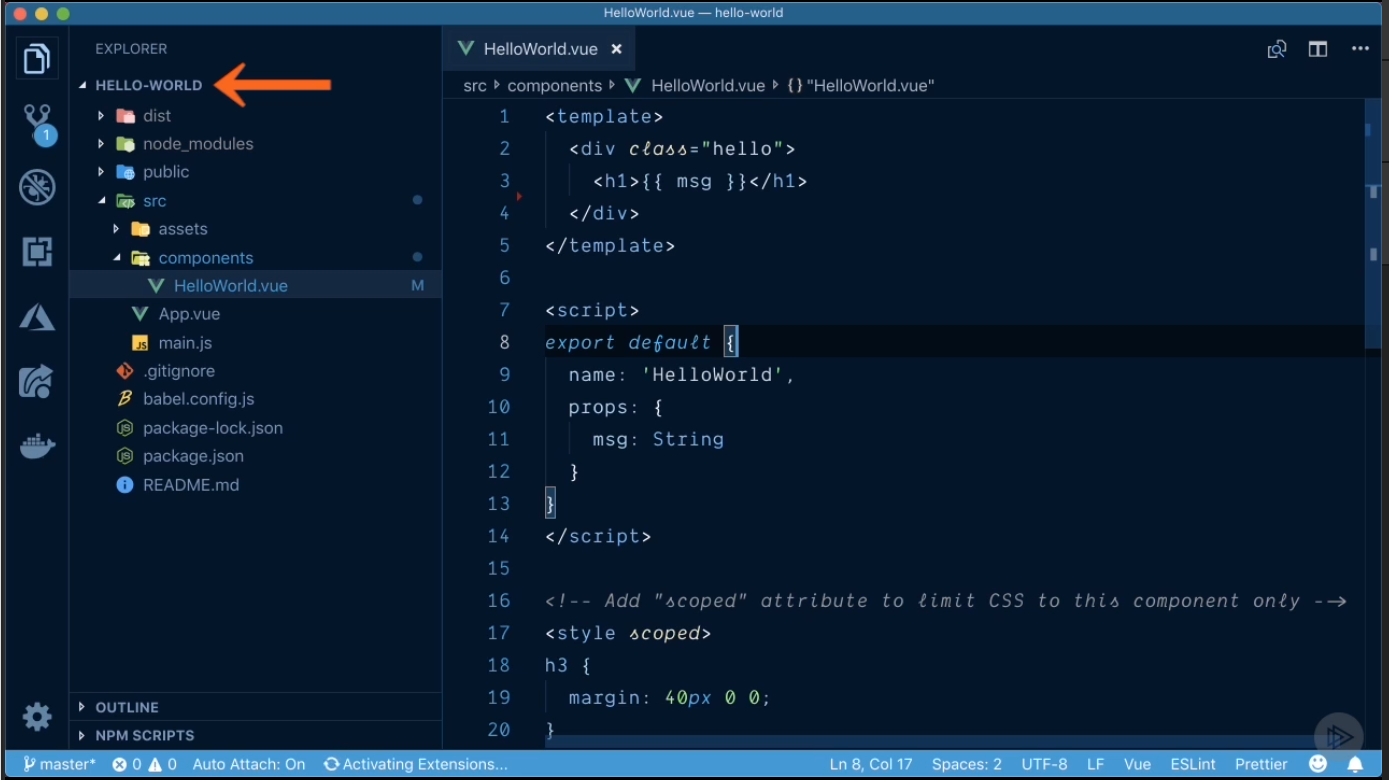 HelloWorld.vue — hello-world
EXPLORER
HELLO-WORLD
dist
node_modules
public
src
assets
components
HelloWorld.vue M
App.vue
JS main.js
.gitignore
babel.config.js
package-lock.json
package.json
README.md
OUTLINE
NPM SCRIPTS
1
HelloWorld.vue ×
src components HelloWorld.vue {} "HelloWorld.vue"
1 <template>
2 <div class="hello">
3 <h1>{{ msg }}</h1>
4 </div>
5 </template>
6
7 <script>
8 export default {
9 name: 'HelloWorld',
10 props: {
11 msg: String
12 }
13 }
14 </script>
15
16 <!-- Add "scoped" attribute to limit CSS to this component only -->
17 <style scoped>
18 h3 {
19 margin: 40px 0 0;
20 }
master* 0 0 Auto Attach: On Activating Extensions... Ln 8, Col 17 Spaces: 2 UTF-8 LF Vue ESLint Prettier